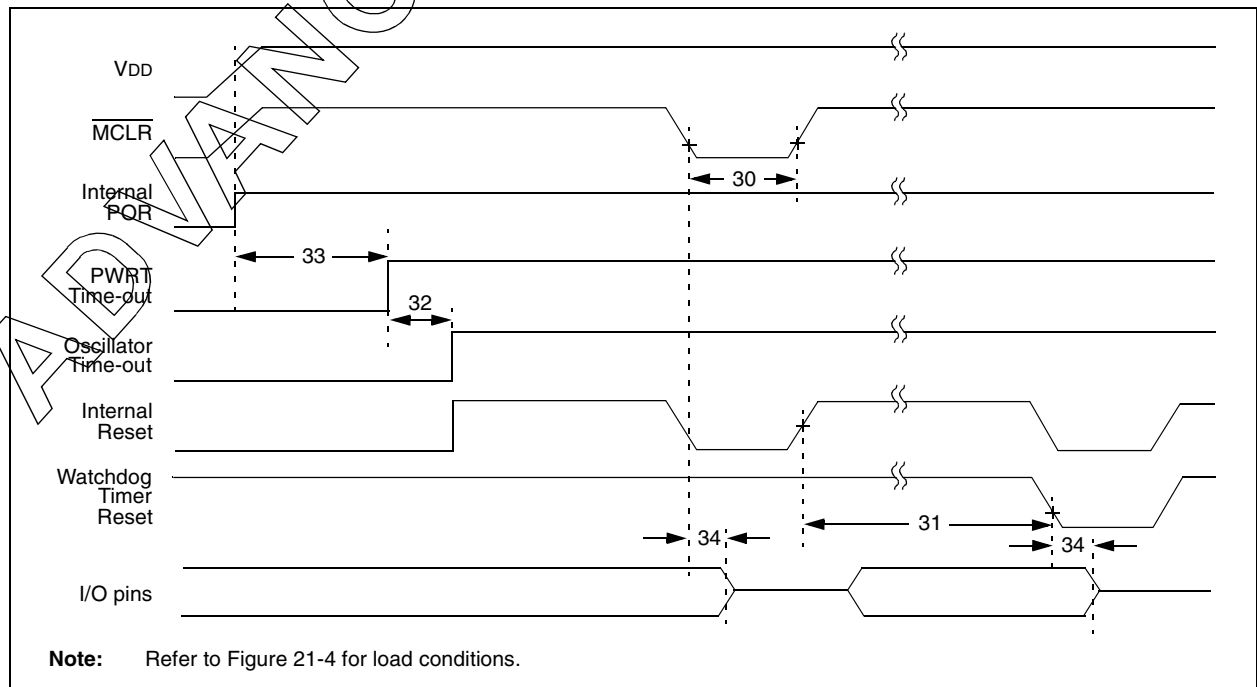 VDD
MCLR
30
Internal
POR
33
PWRT
Time-out
32
Oscillator
Time-out
Internal
Reset
Watchdog
Timer
Reset
31
34
34
I/O pins
Note: Refer to Figure 21-4 for load conditions.
ADVANC